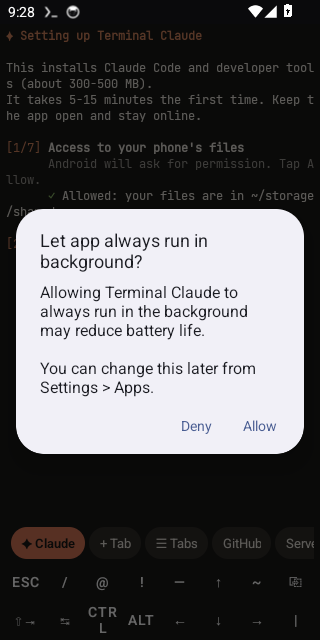 9:28
✦ Setting up Terminal Claude
This installs Claude Code and developer tool
s (about 300-500 MB).
It takes 5-15 minutes the first time. Keep t
he app open and stay online.
[1/7] Access to your phone's files
Android will ask for permission. Tap A
llow.
✓ Allowed: your files are in ~/storage
Let app always run in
background?
Allowing Terminal Claude to
always run in the background
may reduce battery life.
You can change this later from
Settings > Apps.
Deny Allow
✦ Claude + Tab ☰ Tabs GitHub Serve
ESC / @ ! — ↑ ~
CTR
L
ALT ← ↓ → |